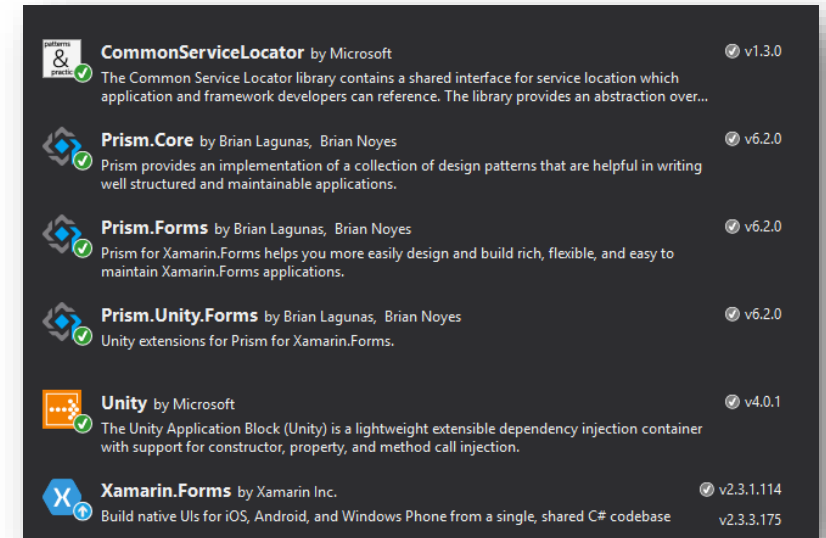 patterns
&
practic
CommonServiceLocator by Microsoft
v1.3.0
The Common Service Locator library contains a shared interface for service location which
application and framework developers can reference. The library provides an abstraction over...
Prism.Core by Brian Lagunas, Brian Noyes
v6.2.0
Prism provides an implementation of a collection of design patterns that are helpful in writing
well structured and maintainable applications.
Prism.Forms by Brian Lagunas, Brian Noyes
v6.2.0
Prism for Xamarin.Forms helps you more easily design and build rich, flexible, and easy to
maintain Xamarin.Forms applications.
Prism.Unity.Forms by Brian Lagunas, Brian Noyes
v6.2.0
Unity extensions for Prism for Xamarin.Forms.
Unity by Microsoft
v4.0.1
The Unity Application Block (Unity) is a lightweight extensible dependency injection container
with support for constructor, property, and method call injection.
Xamarin.Forms by Xamarin Inc.
v2.3.1.114
Build native UIs for iOS, Android, and Windows Phone from a single, shared C# codebase
v2.3.3.175